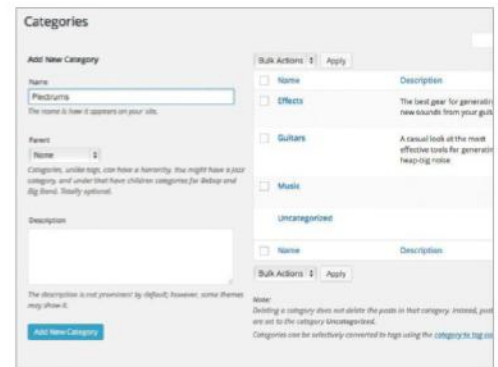 Categories
Add New Category
Name
Plectrums
The name is how it appears on your site.
Parent
None
Categories, unlike tags, can have a hierarchy. You might have a Jazz
category, and under that have children categories for Bebop and
Big Band. Totally optional.
Description
The description is not prominent by default; however, some themes
may show it.
Add New Category
Bulk Actions Apply
Name Description
Effects The best gear for generatin
new sounds from your guit
Guitars A casual look at the most
effective tools for generatin
heap-big noise
Music
Uncategorized
Name Description
Bulk Actions Apply
Note:
Deleting a category does not delete the posts in that category. Instead, post
are set to the category Uncategorized.
Categories can be selectively converted to tags using the category to tag co